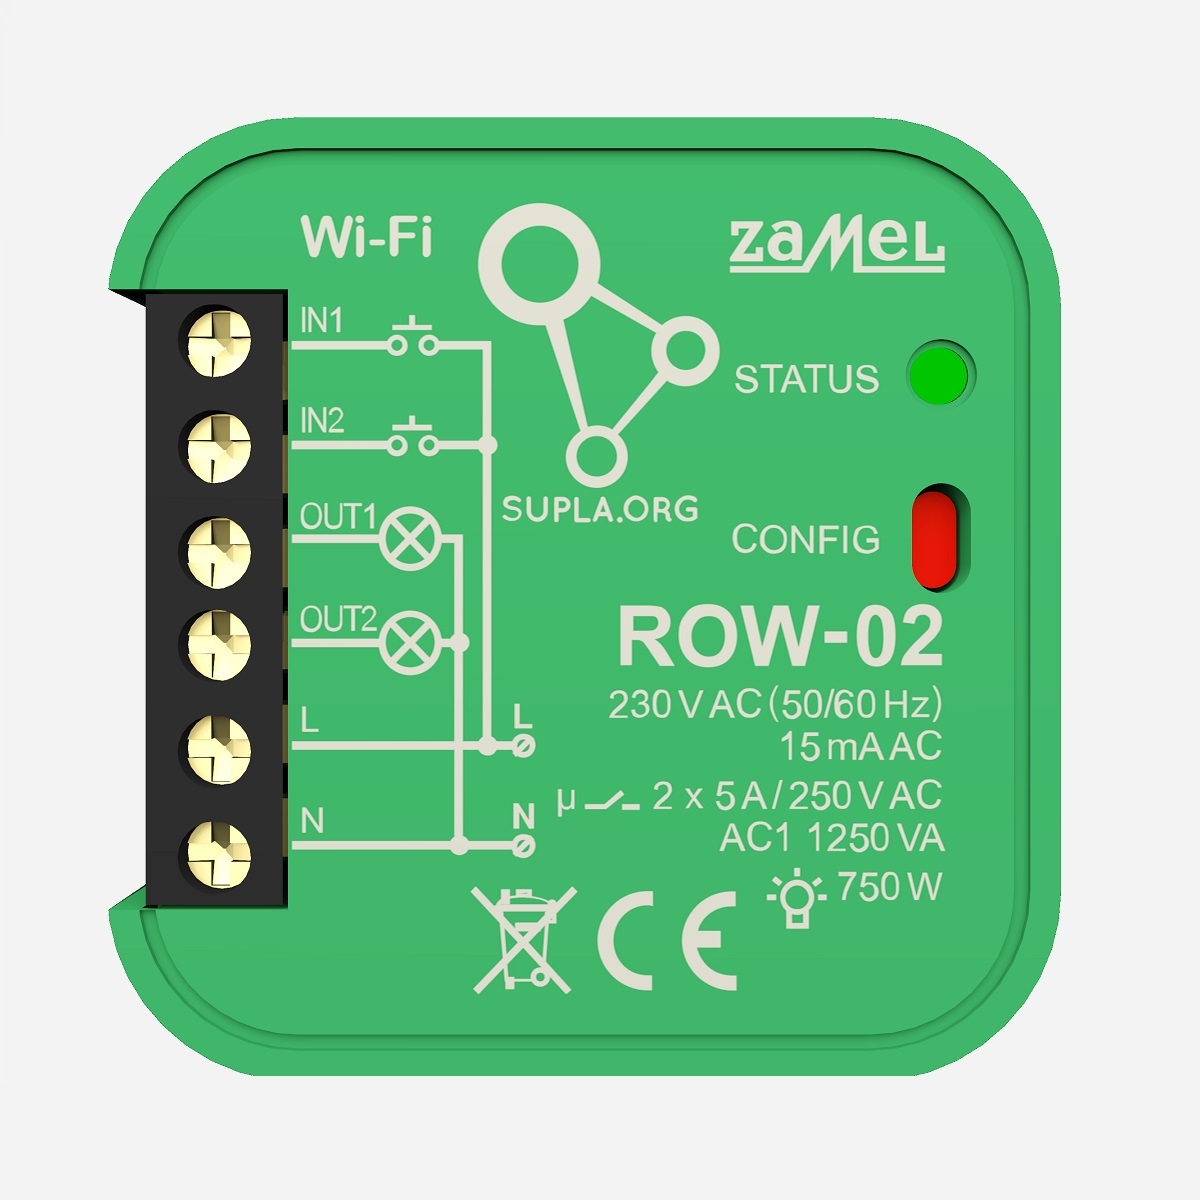 Wi-Fi
ZAMEL
IN1
STATUS
IN2
SUPLA.ORG
OUT1
CONFIG
OUT2
ROW-02
230 V AC (50/60 Hz)
L
L
15 mA AC
µ 2 x 5 A / 250 V AC
N
N
AC1 1250 VA
750 W
CE